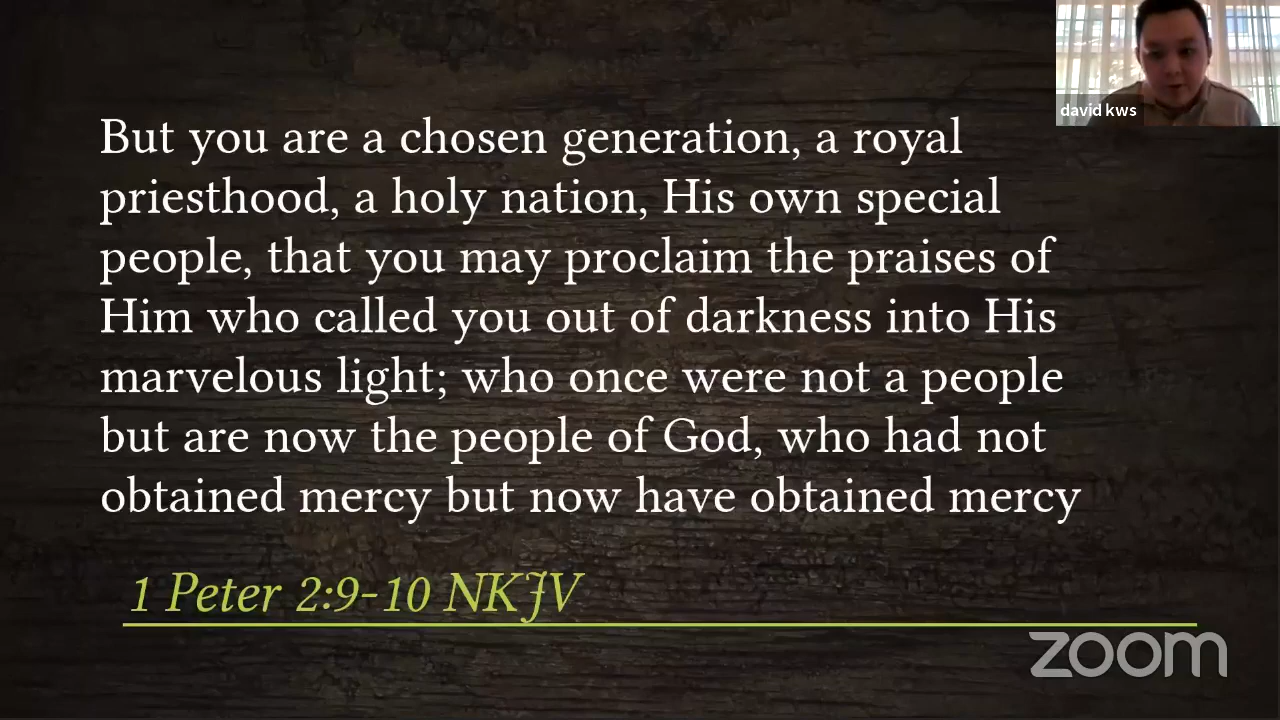 david kws
But you are a chosen generation, a royal
priesthood, a holy nation, His own special
people, that you may proclaim the praises of
Him who called you out of darkness into His
marvelous light; who once were not a people
but are now the people of God, who had not
obtained mercy but now have obtained mercy
1 Peter 2:9-10 NKJV
zoom